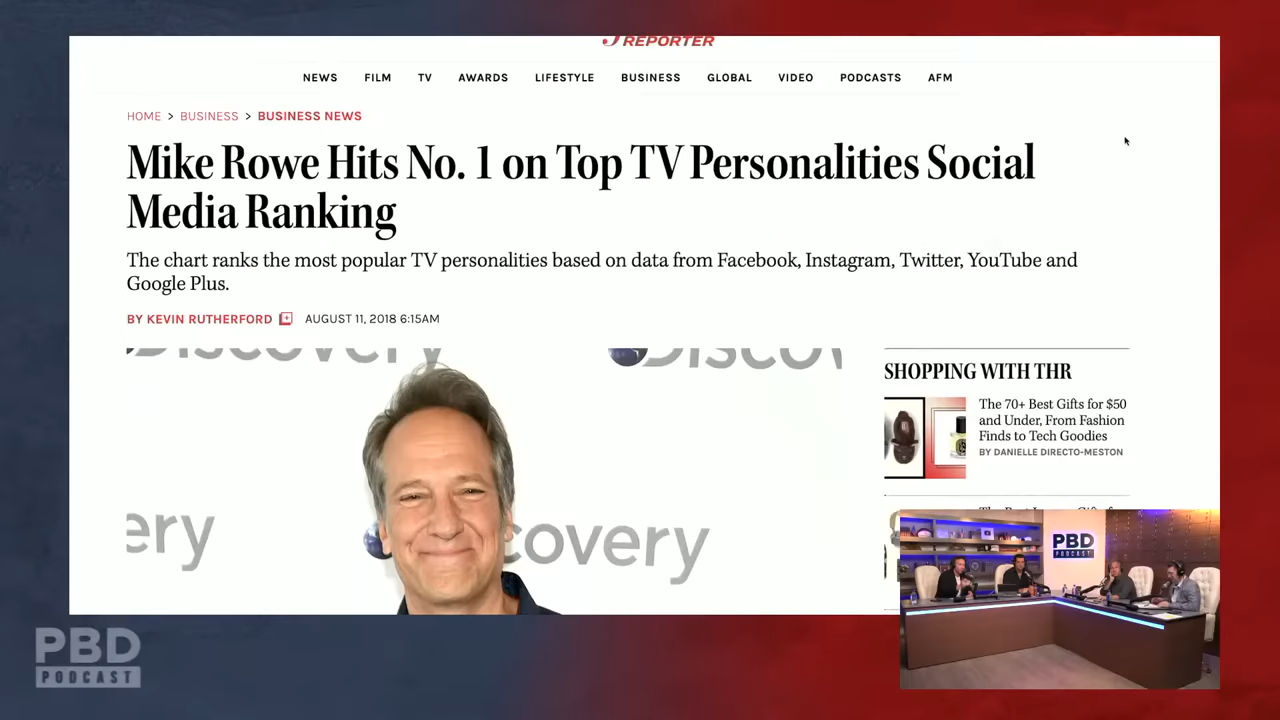 REPORTER
NEWS FILM TV AWARDS LIFESTYLE BUSINESS GLOBAL VIDEO PODCASTS AFM
HOME > BUSINESS > BUSINESS NEWS
Mike Rowe Hits No. 1 on Top TV Personalities Social
Media Ranking
The chart ranks the most popular TV personalities based on data from Facebook, Instagram, Twitter, YouTube and
Google Plus.
BY KEVIN RUTHERFORD AUGUST 11, 2018 6:15AM
Discovery
SHOPPING WITH THR
The 70+ Best Gifts for $50
and Under, From Fashion
Finds to Tech Goodies
BY DANIELLE DIRECTO-MESTON
ery
covery
PBD
PODCAST
PBD
PODCAST